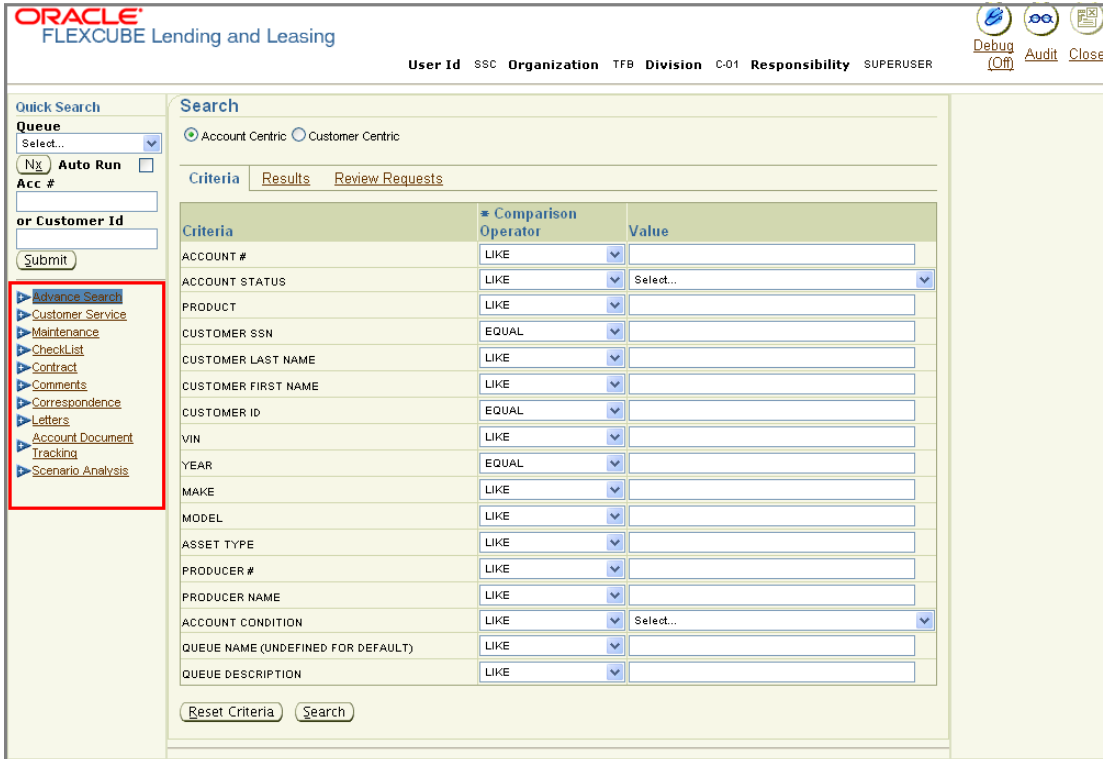 ORACLE
FLEXCUBE Lending and Leasing
User Id SSC Organization TFB Division C-01 Responsibility SUPERUSER
Debug (Off) Audit Close
Quick Search
Queue
Select...
Nx Auto Run
Acc #
or Customer Id
Submit
Advance Search
Customer Service
Maintenance
CheckList
Contract
Comments
Correspondence
Letters
Account Document
Tracking
Scenario Analysis
Search
Account Centric Customer Centric
Criteria Results Review Requests
Criteria * Comparison Operator Value
ACCOUNT # LIKE
ACCOUNT STATUS LIKE Select...
PRODUCT LIKE
CUSTOMER SSN EQUAL
CUSTOMER LAST NAME LIKE
CUSTOMER FIRST NAME LIKE
CUSTOMER ID EQUAL
VIN LIKE
YEAR EQUAL
MAKE LIKE
MODEL LIKE
ASSET TYPE LIKE
PRODUCER # LIKE
PRODUCER NAME LIKE
ACCOUNT CONDITION LIKE Select...
QUEUE NAME (UNDEFINED FOR DEFAULT) LIKE
QUEUE DESCRIPTION LIKE
Reset Criteria Search